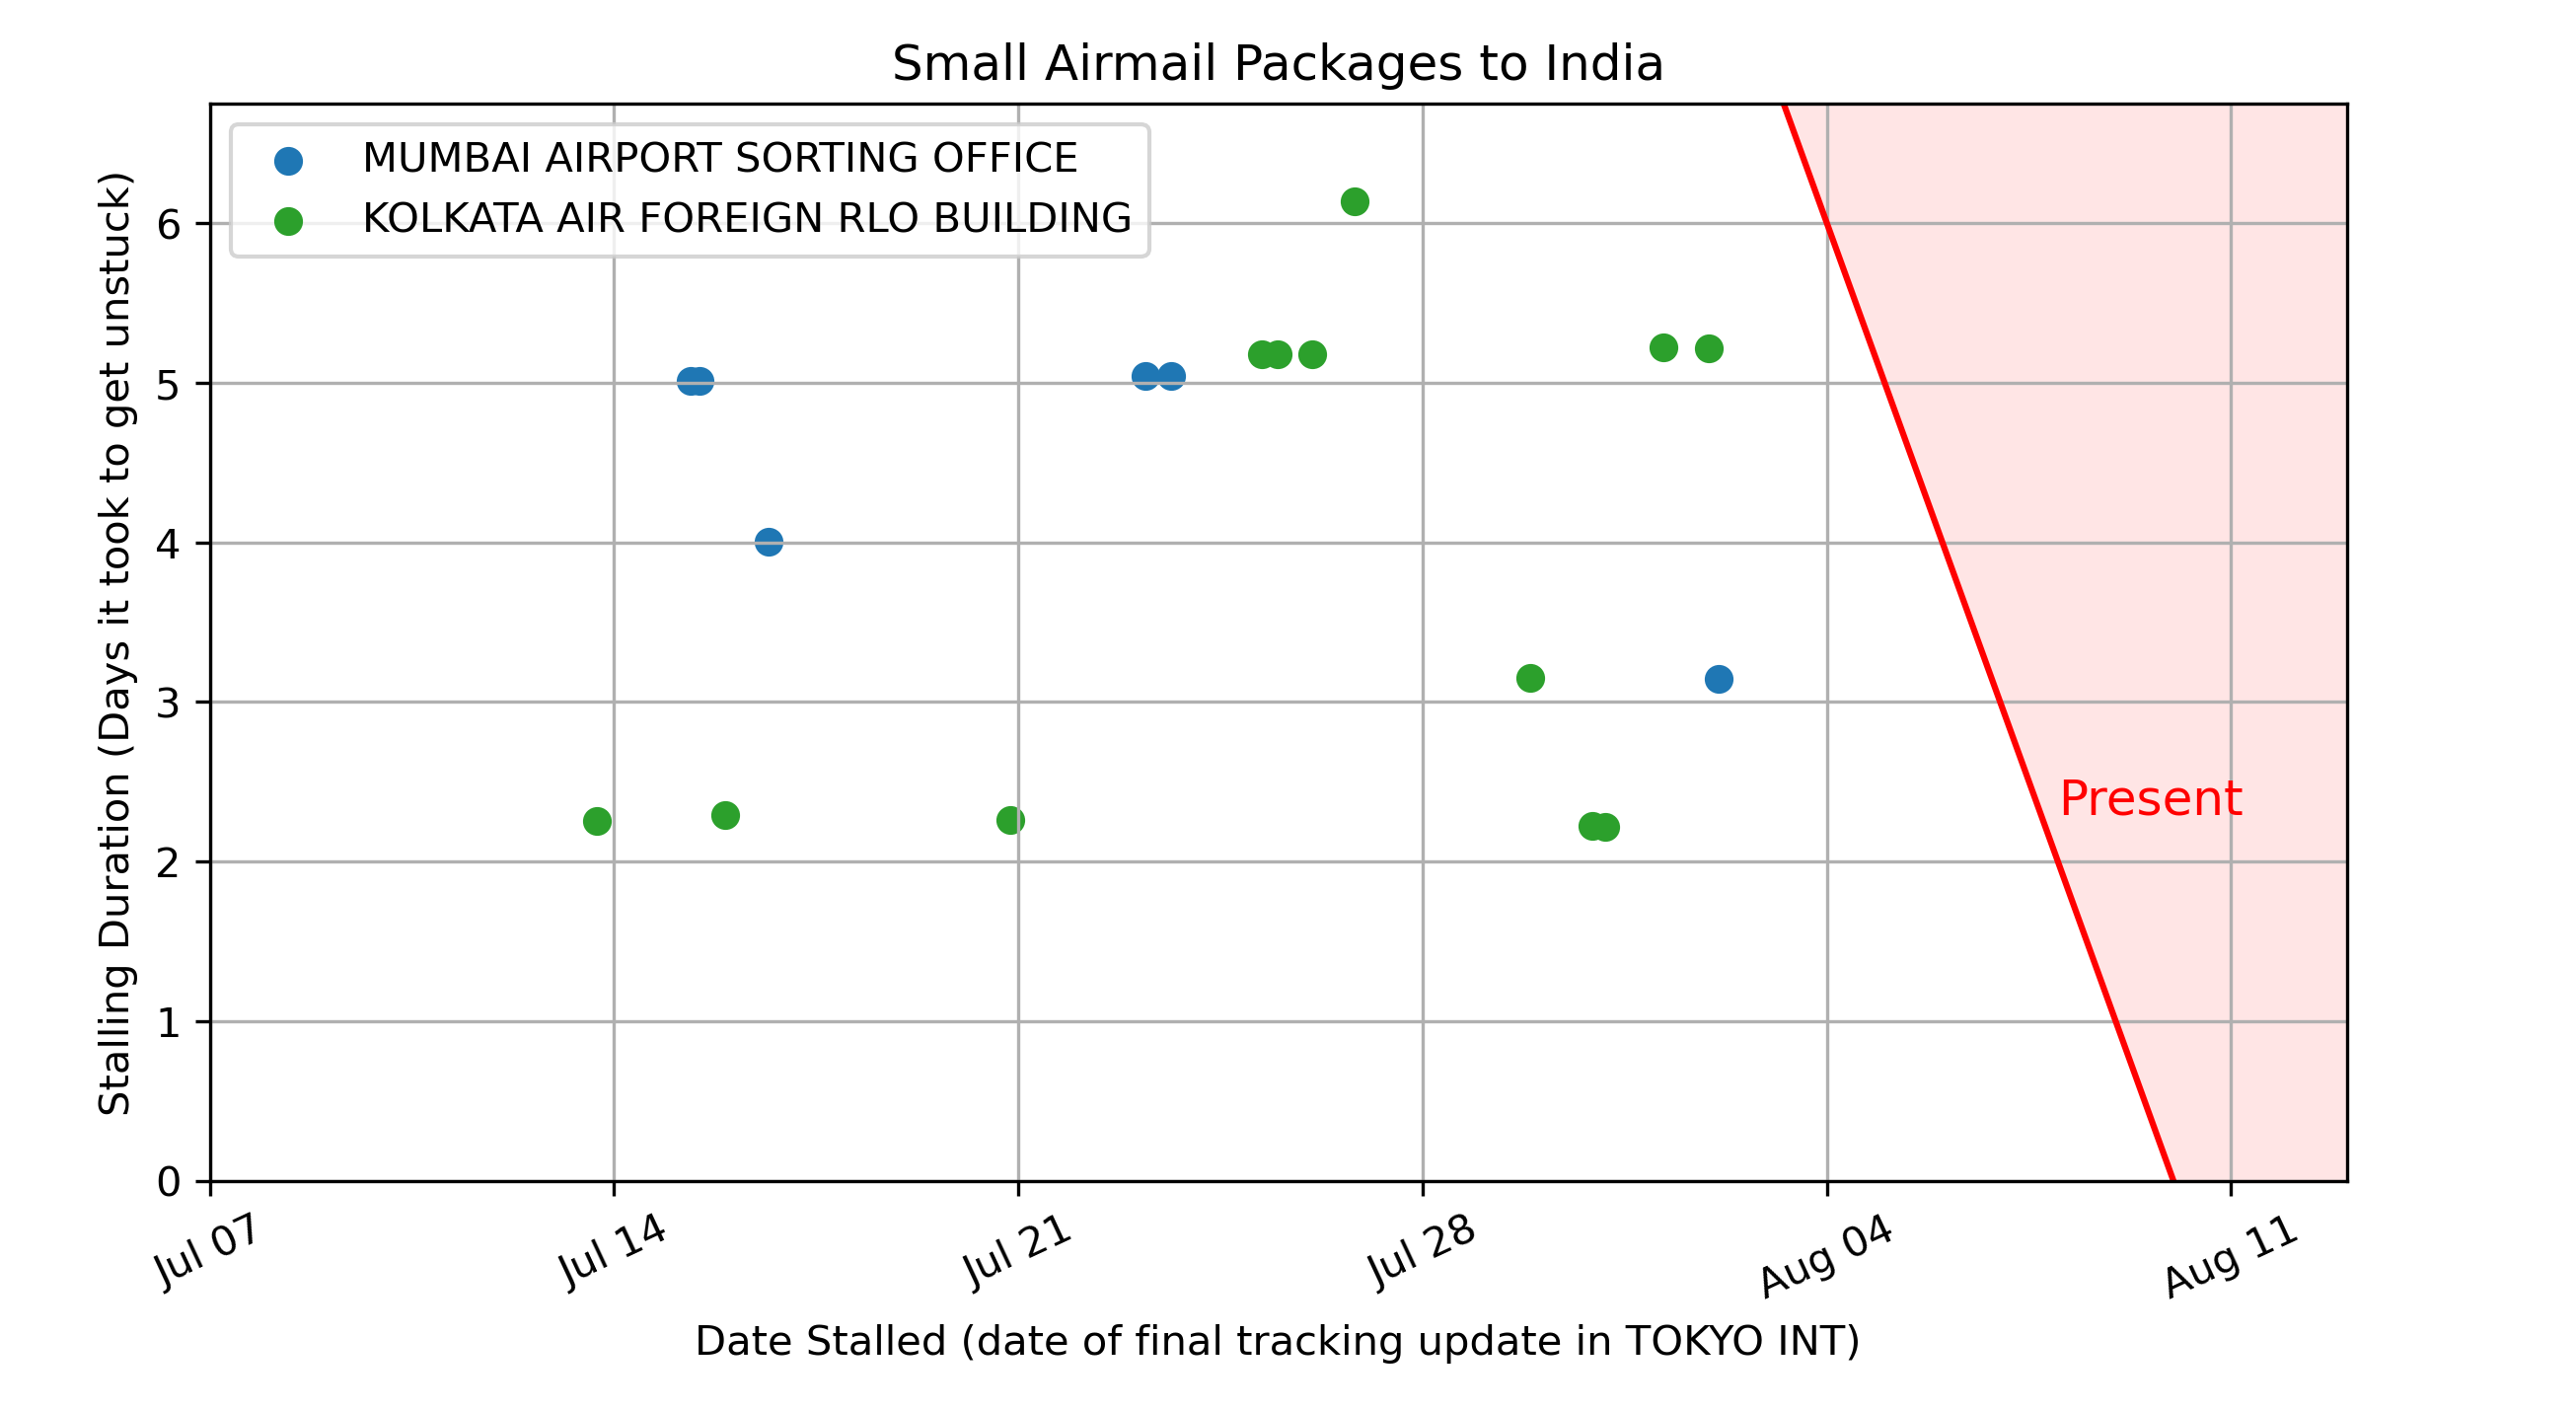 Small Airmail Packages to India
MUMBAI AIRPORT SORTING OFFICE
KOLKATA AIR FOREIGN RLO BUILDING
Stalling Duration (Days it took to get unstuck)
6
5
4
3
2
1
0
Present
Jul 07
Jul 14
Jul 21
Jul 28
Aug 04
Aug 11
Date Stalled (date of final tracking update in TOKYO INT)